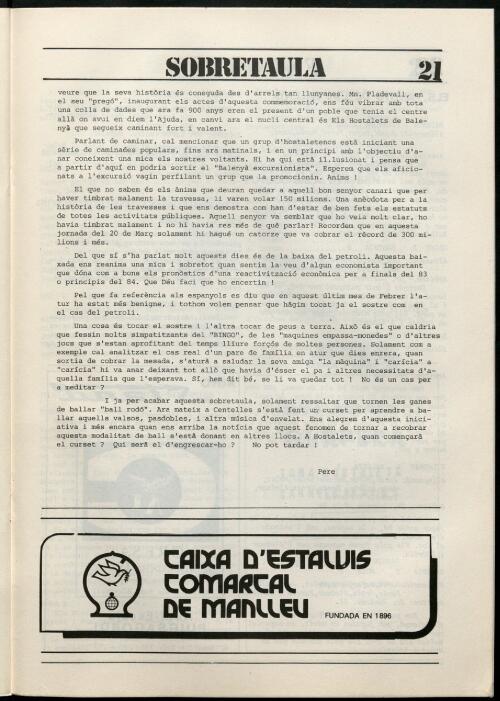 SOBRETAULA 21
veure que la seva història és coneguda des d'arrels tan llunyanes. Mn. Pladevall, en
el seu "pregó", inaugurant els actes d'aquesta commemoració, ens féu vibrar amb tota
una colla de dades que ara fa 900 anys eren el present d'un poble que tenia el centre
allà on avui en diem l'Ajuda, en canvi ara el nucli central és Els Hostalets de Bale-
nyà que segueix caminant fort i valent.
Parlant de caminar, cal mencionar que un grup d'hostaletencs està iniciant una
sèrie de caminades populars, fins ara matinals, i en un principi amb l'objectiu d'a-
nar coneixent una mica els nostres voltants. Hi ha qui està il.lusionat i pensa que
a partir d'aquí en podria sortir el "Balenyà excursionista". Esperem que els aficio-
nats a l'excursió vagin perfilant un grup que la promocionin. Anims !
El que no sabem és els ànims que deuran quedar a aquell bon senyor canari que per
haver timbrat malament la travessa, li varen volar 150 milions. Una anècdota per a la
història de les travesses i que ens demostra com han d'estar de ben fets els estatuts
de totes les activitats públiques. Aquell senyor va semblar que ho veia molt clar, ho
havia timbrat malament i no hi havia res més de què parlar! Recordem que en aquesta
jornada del 20 de Març solament hi hagué un catorze que va cobrar el rècord de 300 mi-
lions i més.
Del que sí s'ha parlat molt aquests dies és de la baixa del petroli. Aquesta bai-
xada ens reanima una mica i sobretot quan sentim la veu d'algun economista important
que dóna com a bons els pronòstics d'una reactivització econòmica per a finals del 83
o principis del 84. Que Déu faci que ho encertin !
Pel que fa referència als espanyols es diu que en aquest últim mes de Febrer l'a-
tur ha estat més benigne, i tothom volem pensar que hàgim tocat ja el sostre com en
el cas del petroli.
Una cosa és tocar el sostre i l'altra tocar de peus a terra. Això és el que caldria
que fessin molts simpatitzants del "BINGO", de les "maquines empassa-monedes" o d'altres
jocs que s'estan aprofitant del temps lliure forçós de moltes persones. Solament com a
exemple cal analitzar el cas real d'un pare de família en atur que dies enrera, quan
sortia de cobrar la mesada, s'aturà a saludar la seva amiga "la màquina" i "carícia" a
"carícia" hi va anar deixant tot allò que havia d'ésser el pa i altres necessitats d'a-
quella família que l'esperava. SÍ, hem dit bé, se li va quedar tot ! No és un cas per
a meditar ?
I ja per acabar aquesta sobretaula, solament ressaltar que tornen les ganes
de ballar "ball rodó". Ara mateix a Centelles s'està fent un curset per aprendre a ba-
llar aquells valsos, pasdobles, i altra música d'envelat. Ens alegrem d'aquesta inici-
ativa i més encara quan ens arriba la notícia que aquest fenomen de tornar a recobrar
aquesta modalitat de ball s'està donant en altres llocs. A Hostalets, quan començarà
el curset ? Qui serà el d'engrescar-ho ? No pot tardar !
Pere
CAIXA D'ESTALVIS
COMARCAL
DE MANLLEU FUNDADA EN 1896